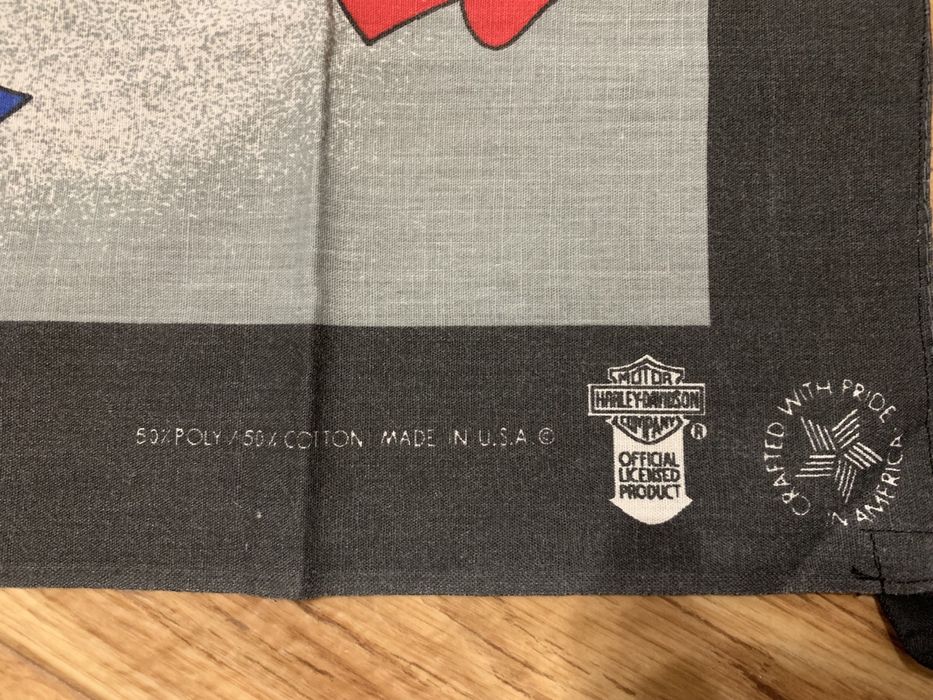 50% POLY / 50% COTTON MADE IN U.S.A. ©
MOTOR
HARLEY-DAVIDSON
COMPANY
®
OFFICIAL
LICENSED
PRODUCT
CRAFTED WITH PRIDE
IN AMERICA